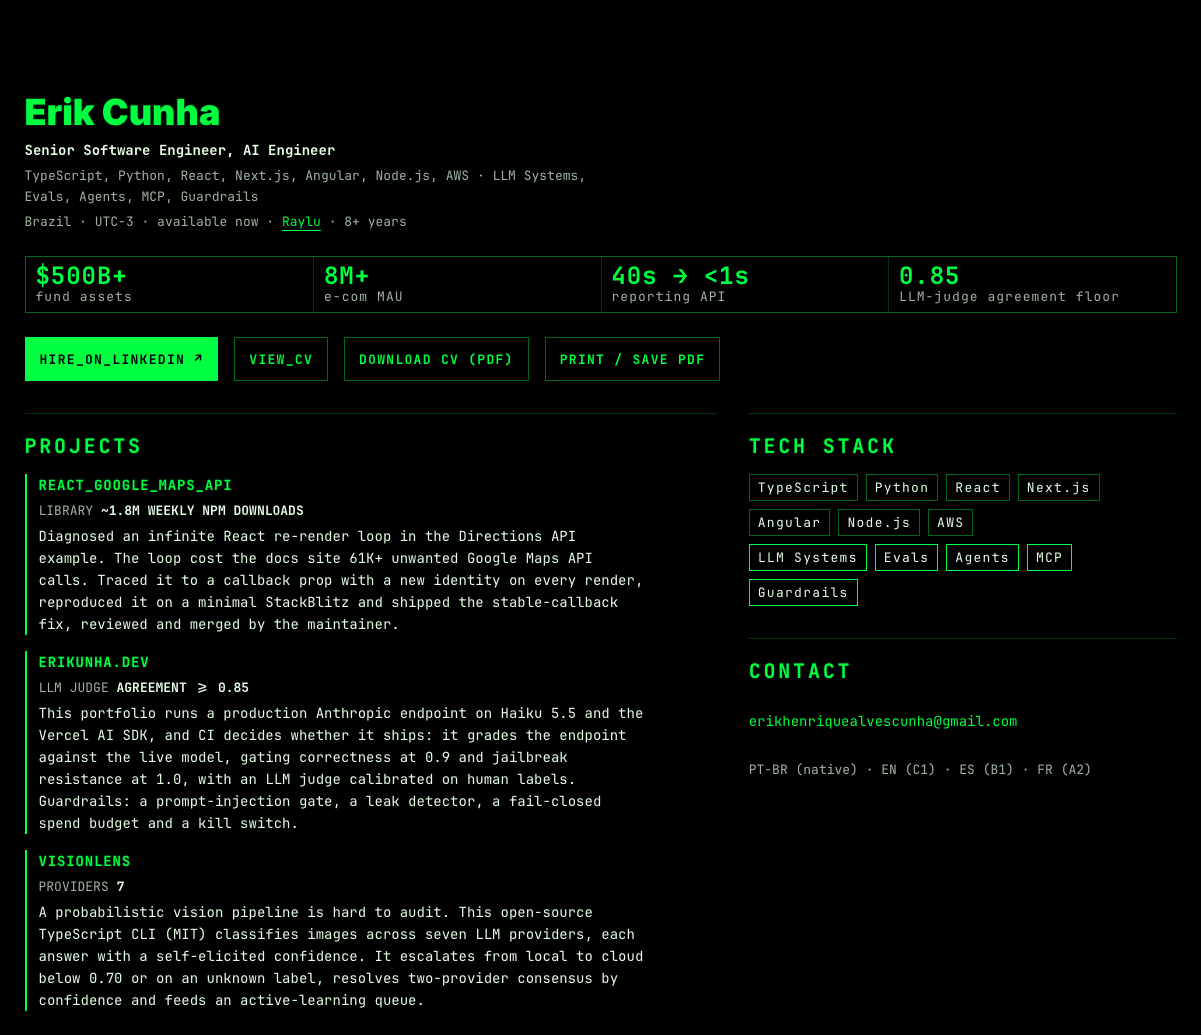 Erik Cunha
Senior Software Engineer, AI Engineer
TypeScript, Python, React, Next.js, Angular, Node.js, AWS · LLM Systems,
Evals, Agents, MCP, Guardrails
Brazil · UTC-3 · available now · Raylu · 8+ years
$500B+
fund assets
8M+
e-com MAU
40s → <1s
reporting API
0.85
LLM-judge agreement floor
HIRE_ON_LINKEDIN ↗
VIEW_CV
DOWNLOAD CV (PDF)
PRINT / SAVE PDF
PROJECTS
REACT_GOOGLE_MAPS_API
LIBRARY ~1.8M WEEKLY NPM DOWNLOADS
Diagnosed an infinite React re-render loop in the Directions API
example. The loop cost the docs site 61K+ unwanted Google Maps API
calls. Traced it to a callback prop with a new identity on every render,
reproduced it on a minimal StackBlitz and shipped the stable-callback
fix, reviewed and merged by the maintainer.
ERIKUNHA.DEV
LLM JUDGE AGREEMENT ≥ 0.85
This portfolio runs a production Anthropic endpoint on Haiku 5.5 and the
Vercel AI SDK, and CI decides whether it ships: it grades the endpoint
against the live model, gating correctness at 0.9 and jailbreak
resistance at 1.0, with an LLM judge calibrated on human labels.
Guardrails: a prompt-injection gate, a leak detector, a fail-closed
spend budget and a kill switch.
VISIONLENS
PROVIDERS 7
A probabilistic vision pipeline is hard to audit. This open-source
TypeScript CLI (MIT) classifies images across seven LLM providers, each
answer with a self-elicited confidence. It escalates from local to cloud
below 0.70 or on an unknown label, resolves two-provider consensus by
confidence and feeds an active-learning queue.
TECH STACK
TypeScript Python React Next.js
Angular Node.js AWS
LLM Systems Evals Agents MCP
Guardrails
CONTACT
erikhenriquealvescunha@gmail.com
PT-BR (native) · EN (C1) · ES (B1) · FR (A2)